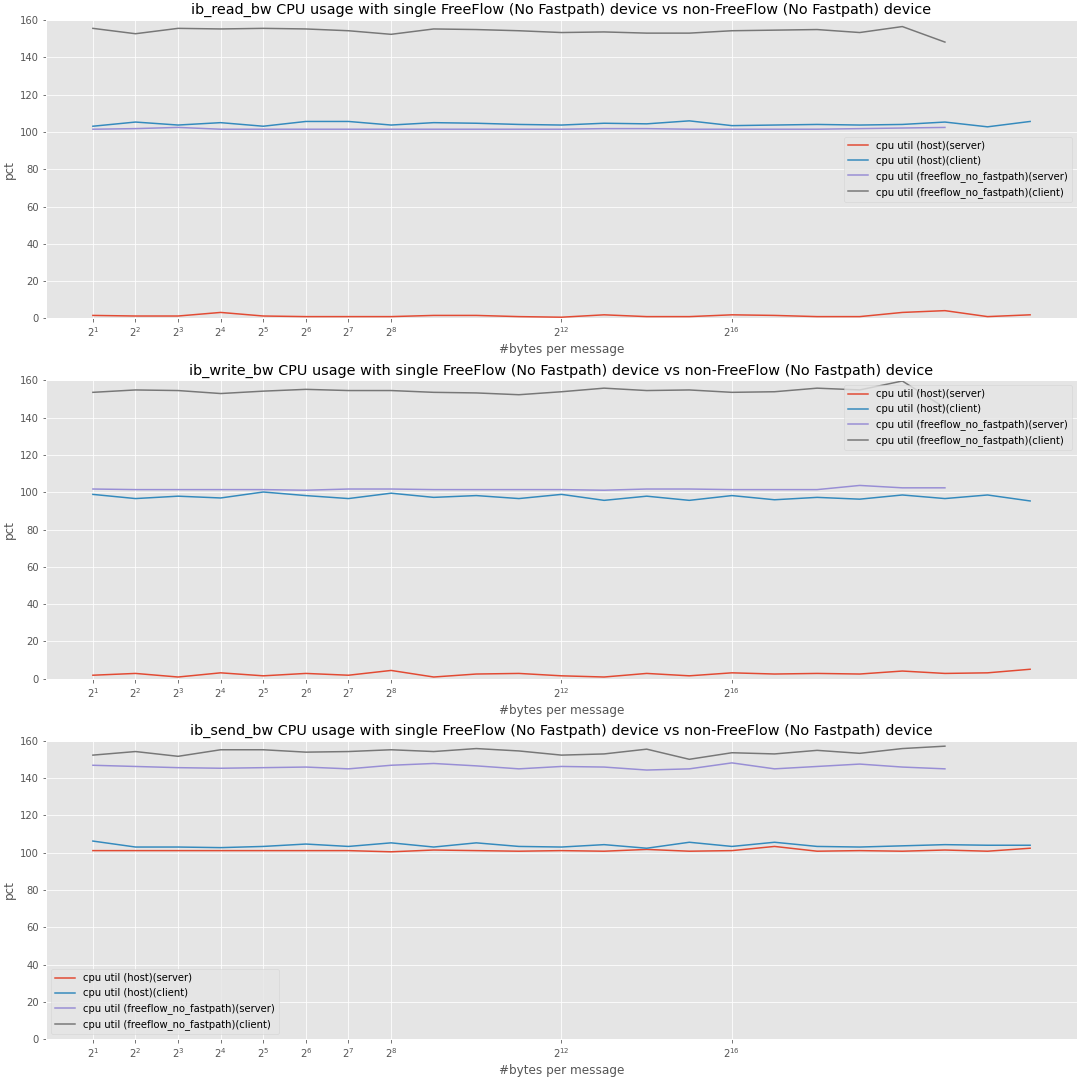 ib_read_bw CPU usage with single FreeFlow (No Fastpath) device vs non-FreeFlow (No Fastpath) device
160
140
120
100
80
60
40
20
0
pct
cpu util (host)(server)
cpu util (host)(client)
cpu util (freeflow_no_fastpath)(server)
cpu util (freeflow_no_fastpath)(client)
2¹ 2² 2³ 2⁴ 2⁵ 2⁶ 2⁷ 2⁸ 2¹² 2¹⁶
#bytes per message
ib_write_bw CPU usage with single FreeFlow (No Fastpath) device vs non-FreeFlow (No Fastpath) device
160
140
120
100
80
60
40
20
0
pct
cpu util (host)(server)
cpu util (host)(client)
cpu util (freeflow_no_fastpath)(server)
cpu util (freeflow_no_fastpath)(client)
2¹ 2² 2³ 2⁴ 2⁵ 2⁶ 2⁷ 2⁸ 2¹² 2¹⁶
#bytes per message
ib_send_bw CPU usage with single FreeFlow (No Fastpath) device vs non-FreeFlow (No Fastpath) device
160
140
120
100
80
60
40
20
0
pct
cpu util (host)(server)
cpu util (host)(client)
cpu util (freeflow_no_fastpath)(server)
cpu util (freeflow_no_fastpath)(client)
2¹ 2² 2³ 2⁴ 2⁵ 2⁶ 2⁷ 2⁸ 2¹² 2¹⁶
#bytes per message